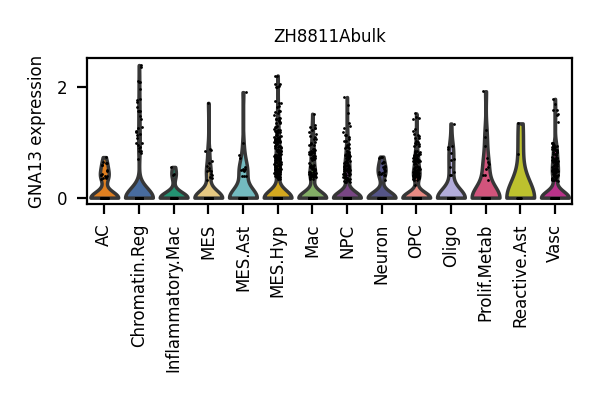 ZH8811Abulk
GNA13 expression
2
0
AC
Chromatin.Reg
Inflammatory.Mac
MES
MES.Ast
MES.Hyp
Mac
NPC
Neuron
OPC
Oligo
Prolif.Metab
Reactive.Ast
Vasc